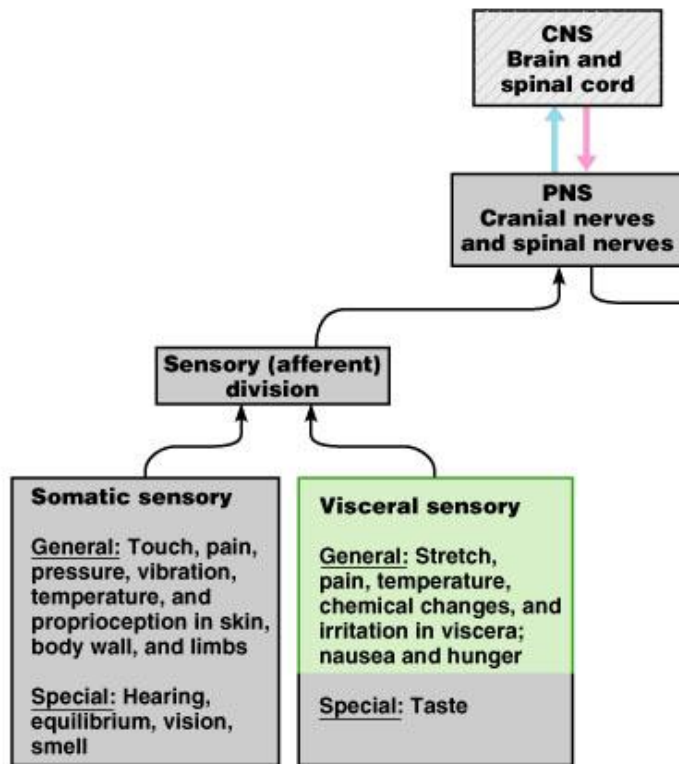 CNS
Brain and
spinal cord
PNS
Cranial nerves
and spinal nerves
Sensory (afferent)
division
Somatic sensory
General: Touch, pain,
pressure, vibration,
temperature, and
proprioception in skin,
body wall, and limbs
Special: Hearing,
equilibrium, vision,
smell
Visceral sensory
General: Stretch,
pain, temperature,
chemical changes, and
irritation in viscera;
nausea and hunger
Special: Taste